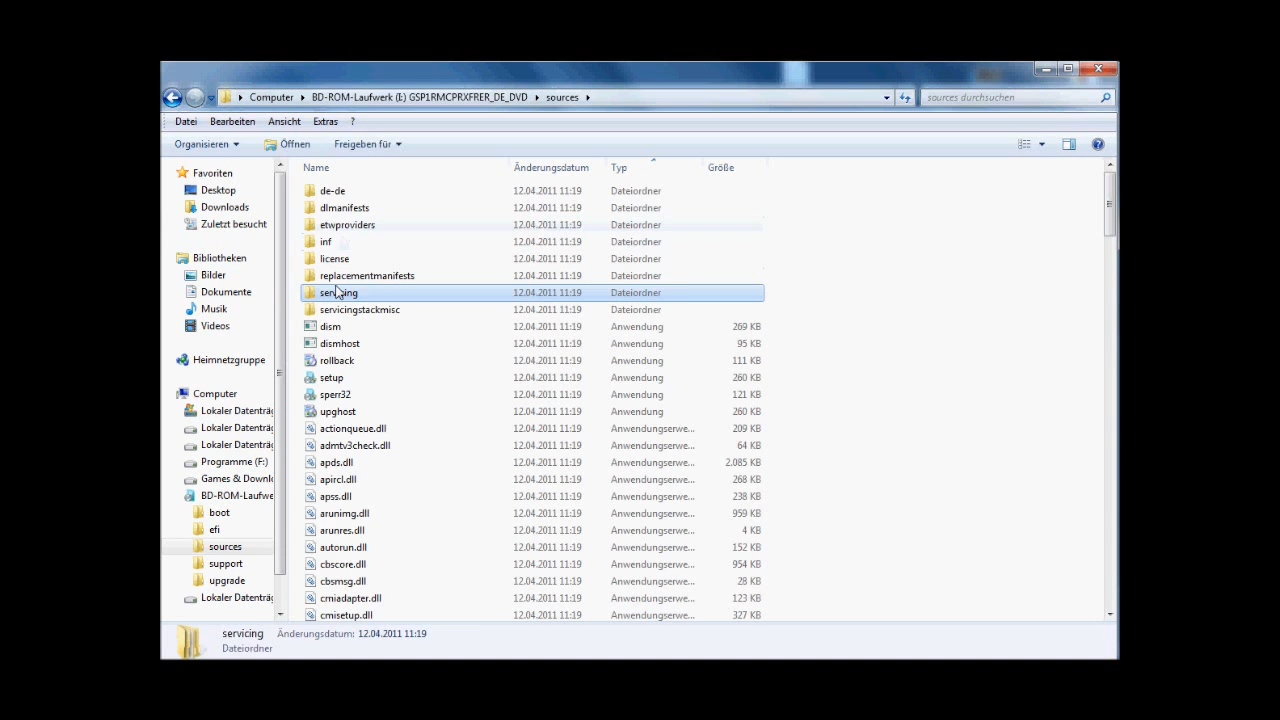 Computer BD-ROM-Laufwerk (E:) GSP1RMCPRXFRER_DE_DVD sources sources durchsuchen
Datei Bearbeiten Ansicht Extras ?
Organisieren Öffnen Freigeben für
Name Änderungsdatum Typ Größe
Favoriten
Desktop
Downloads
Zuletzt besucht
Bibliotheken
Bilder
Dokumente
Musik
Videos
Heimnetzgruppe
Computer
Lokaler Datenträg
Lokaler Datenträg
Lokaler Datenträg
Programme (F:)
Games & Downlo
BD-ROM-Laufwe
boot
efi
sources
support
upgrade
Lokaler Datenträg
de-de 12.04.2011 11:19 Dateiordner
dlmanifests 12.04.2011 11:19 Dateiordner
etwproviders 12.04.2011 11:19 Dateiordner
inf 12.04.2011 11:19 Dateiordner
license 12.04.2011 11:19 Dateiordner
replacementmanifests 12.04.2011 11:19 Dateiordner
servicing 12.04.2011 11:19 Dateiordner
servicingstackmisc 12.04.2011 11:19 Dateiordner
dism 12.04.2011 11:19 Anwendung 269 KB
dismhost 12.04.2011 11:19 Anwendung 95 KB
rollback 12.04.2011 11:19 Anwendung 111 KB
setup 12.04.2011 11:19 Anwendung 260 KB
sperr32 12.04.2011 11:19 Anwendung 121 KB
upghost 12.04.2011 11:19 Anwendung 260 KB
actionqueue.dll 12.04.2011 11:19 Anwendungserwe... 209 KB
admtv3check.dll 12.04.2011 11:19 Anwendungserwe... 64 KB
apds.dll 12.04.2011 11:19 Anwendungserwe... 2.085 KB
apircl.dll 12.04.2011 11:19 Anwendungserwe... 268 KB
apss.dll 12.04.2011 11:19 Anwendungserwe... 238 KB
arunimg.dll 12.04.2011 11:19 Anwendungserwe... 959 KB
arunres.dll 12.04.2011 11:19 Anwendungserwe... 4 KB
autorun.dll 12.04.2011 11:19 Anwendungserwe... 152 KB
cbscore.dll 12.04.2011 11:19 Anwendungserwe... 954 KB
cbsmsg.dll 12.04.2011 11:19 Anwendungserwe... 28 KB
cmiadapter.dll 12.04.2011 11:19 Anwendungserwe... 123 KB
cmisetup.dll 12.04.2011 11:19 Anwendungserwe... 327 KB
servicing Änderungsdatum: 12.04.2011 11:19
Dateiordner